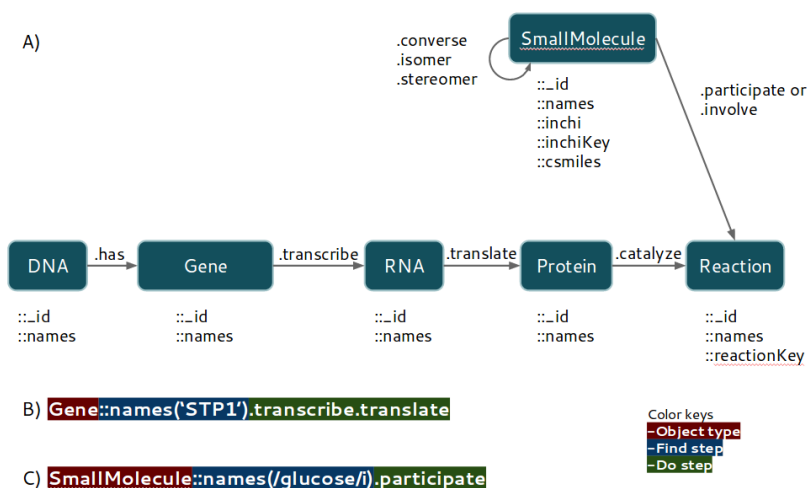 A)
SmallMolecule
.converse
.isomer
.stereomer
::_id
::names
::inchi
::inchiKey
::csmiles
.participate or
.involve
DNA .has Gene .transcribe RNA .translate Protein .catalyze Reaction
::_id ::_id ::_id ::_id ::_id
::names ::names ::names ::names ::names
::reactionKey
B) Gene::names('STP1').transcribe.translate
Color keys
-Object type
-Find step
-Do step
C) SmallMolecule::names(/glucose/i).participate